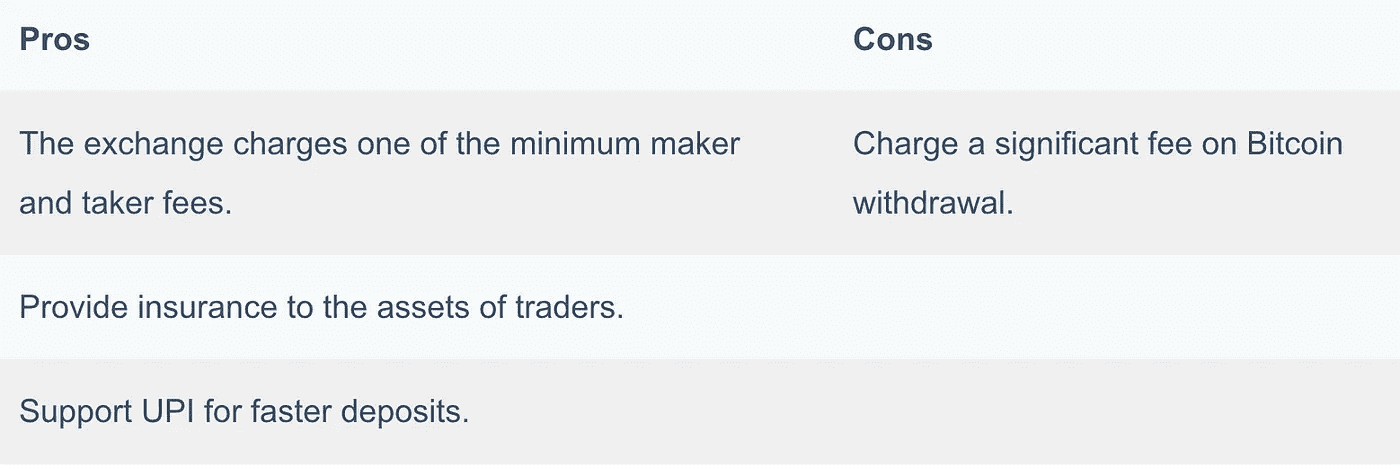 Pros
Cons
The exchange charges one of the minimum maker
and taker fees.
Charge a significant fee on Bitcoin
withdrawal.
Provide insurance to the assets of traders.
Support UPI for faster deposits.